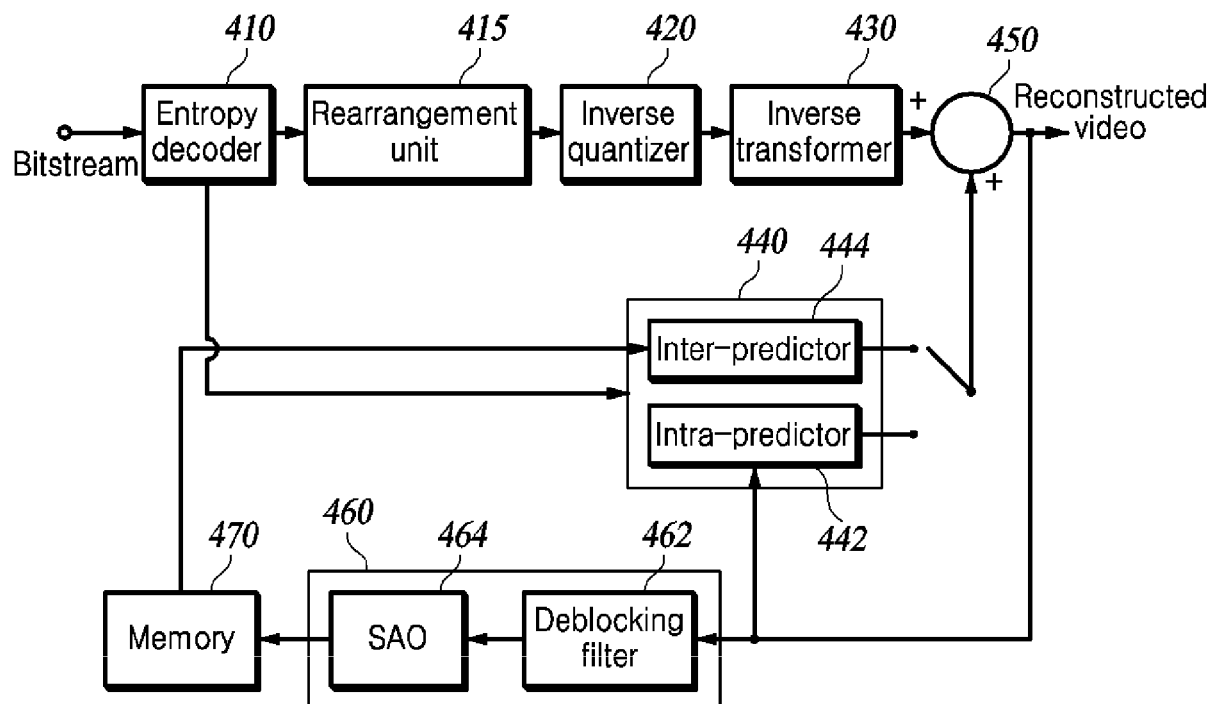 410
415
420
430
450
Entropy
decoder
Rearrangement
unit
Inverse
quantizer
Inverse
transformer
+
Reconstructed
video
Bitstream
+
440
444
Inter-predictor
Intra-predictor
442
460
464
462
470
Memory
SAO
Deblocking
filter